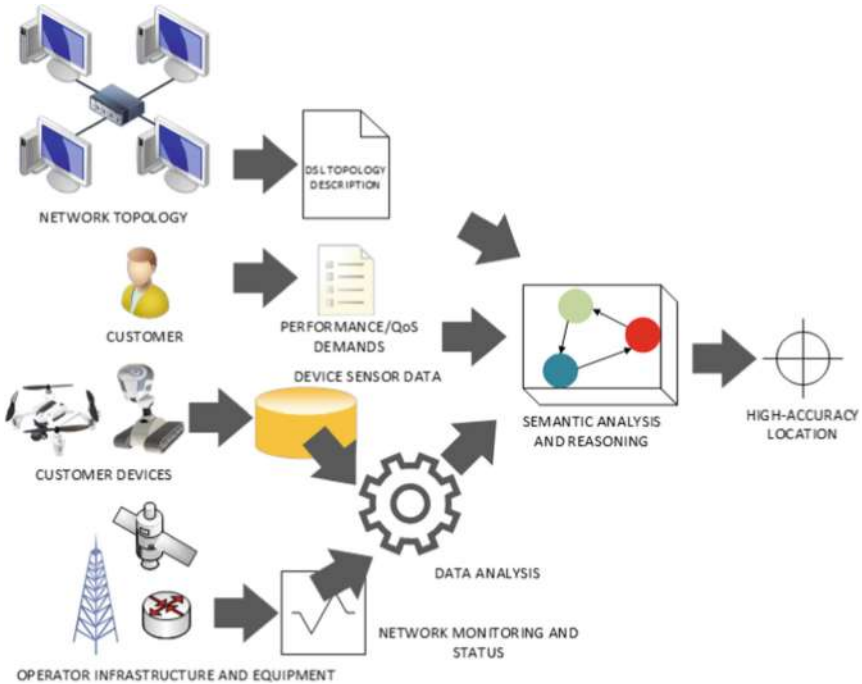 DSL TOPOLOGY
DESCRIPTION
NETWORK TOPOLOGY
CUSTOMER
PERFORMANCE/QoS
DEMANDS
DEVICE SENSOR DATA
CUSTOMER DEVICES
SEMANTIC ANALYSIS
AND REASONING
HIGH-ACCURACY
LOCATION
DATA ANALYSIS
NETWORK MONITORING AND
STATUS
OPERATOR INFRASTRUCTURE AND EQUIPMENT